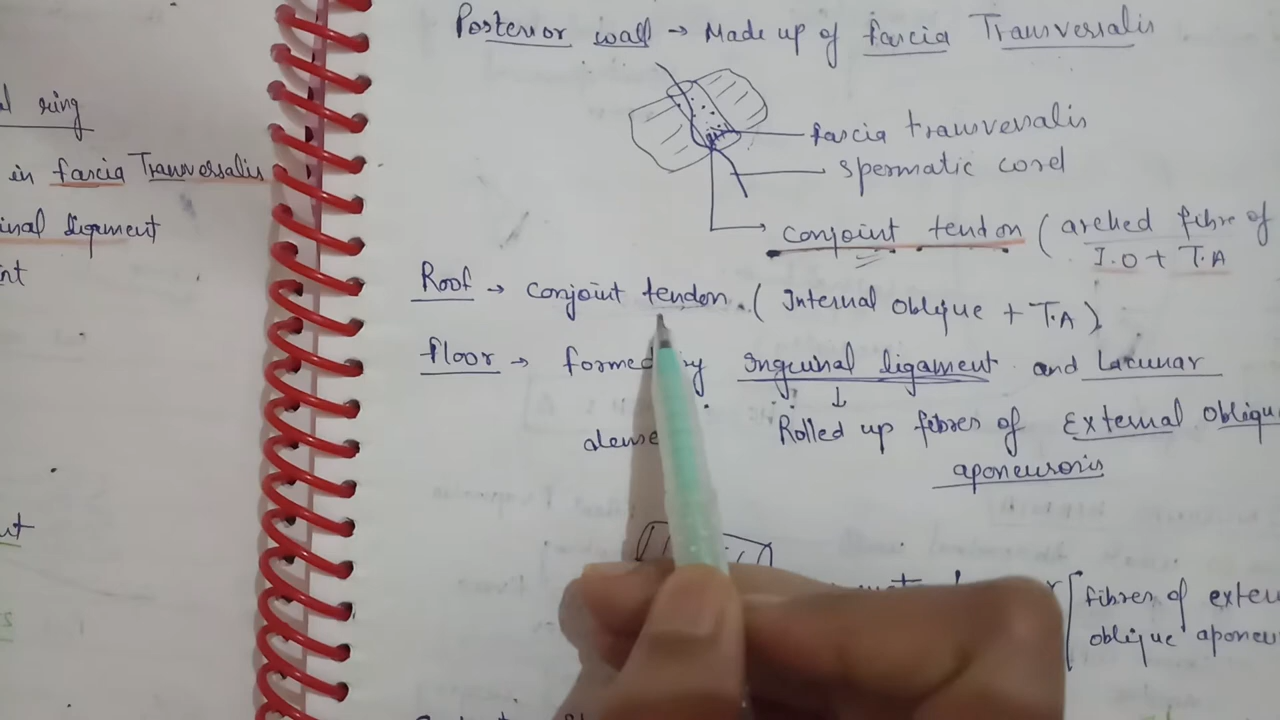 Posterior wall → Made up of fascia Transversalis
fascia transversalis
spermatic cord
conjoint tendon (arched fibre of
I.O + T.A
Roof → conjoint tendon. (Internal oblique + T.A)
floor → formed by Inguinal ligament and Lacunar
dense
Rolled up fibres of External Obliqu
aponeurosis
fibres of exte
oblique aponeu
ring
in fascia Transversalis
inal ligament